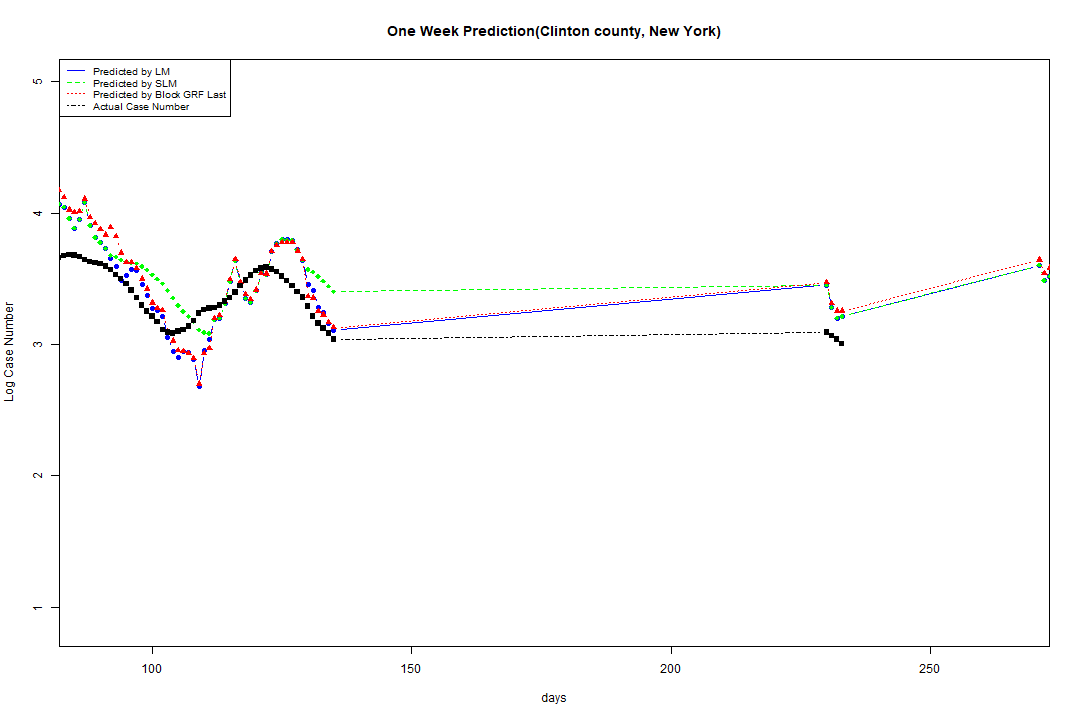 One Week Prediction(Clinton county, New York)
Predicted by LM
Predicted by SLM
Predicted by Block GRF Last
Actual Case Number
5
4
3
2
1
Log Case Number
100 150 200 250
days